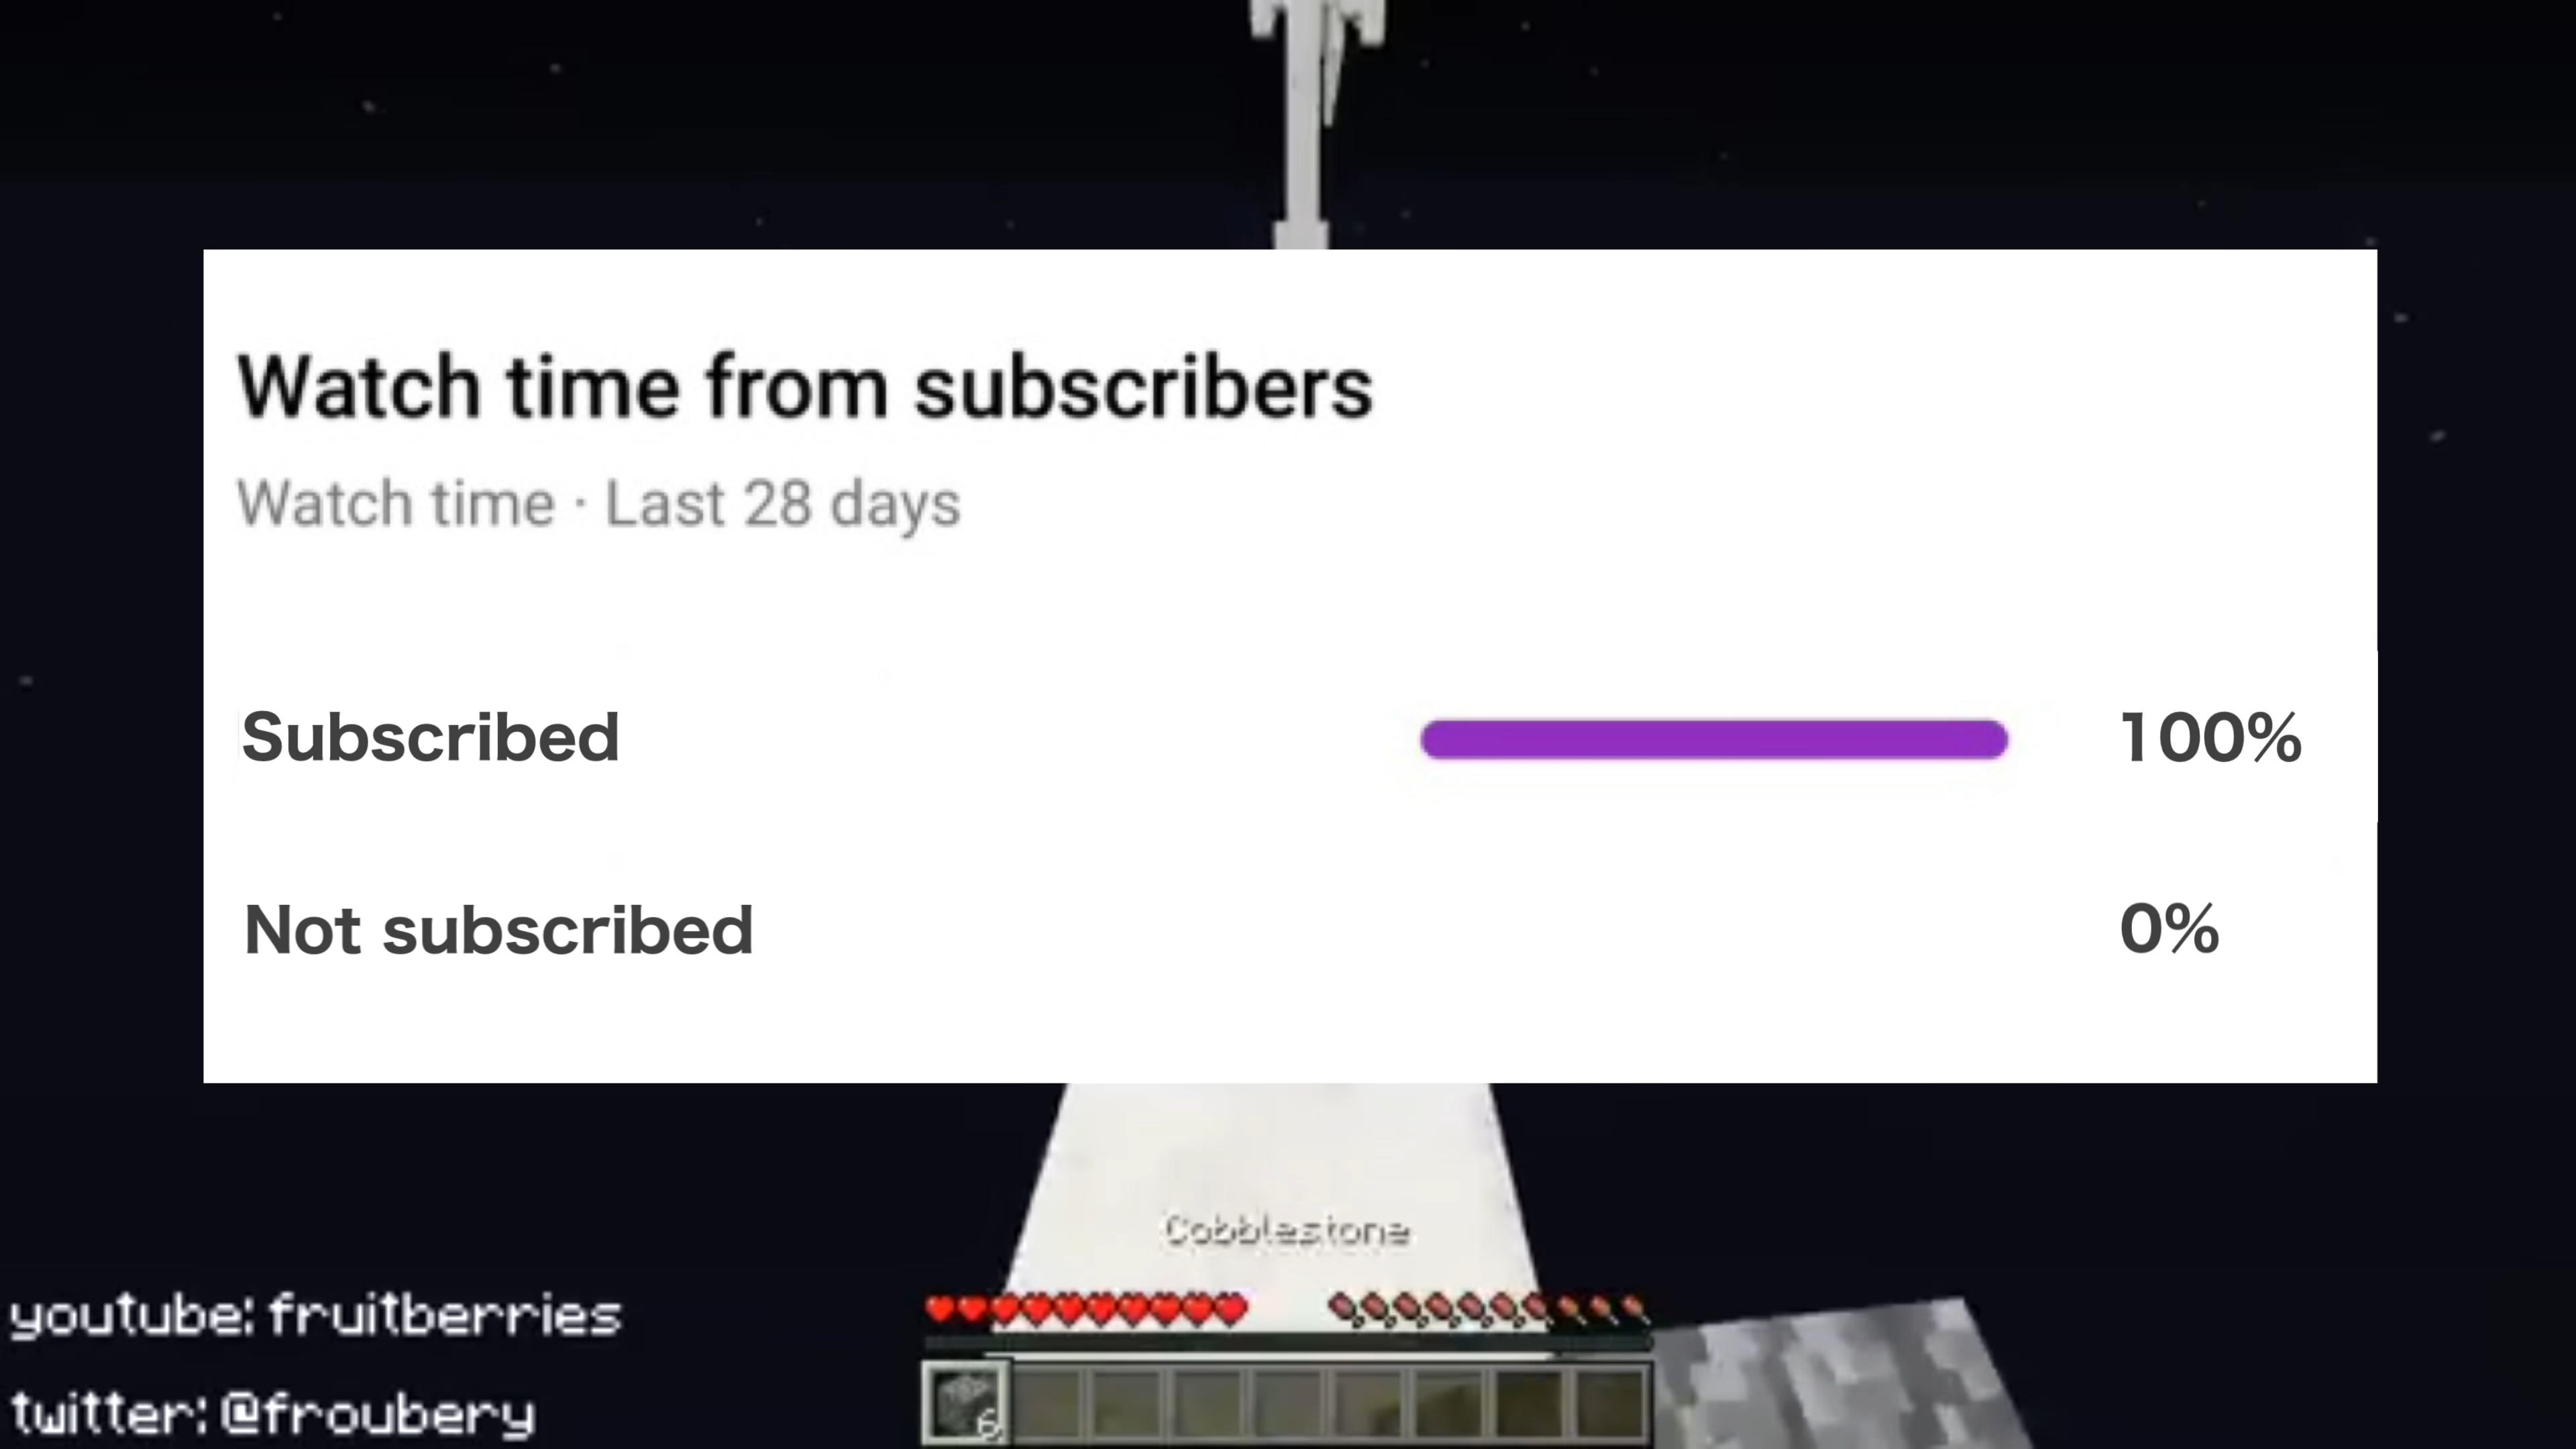 Watch time from subscribers
Watch time · Last 28 days
Subscribed 100%
Not subscribed 0%
Cobblestone
youtube: fruitberries
twitter: @froubery
6